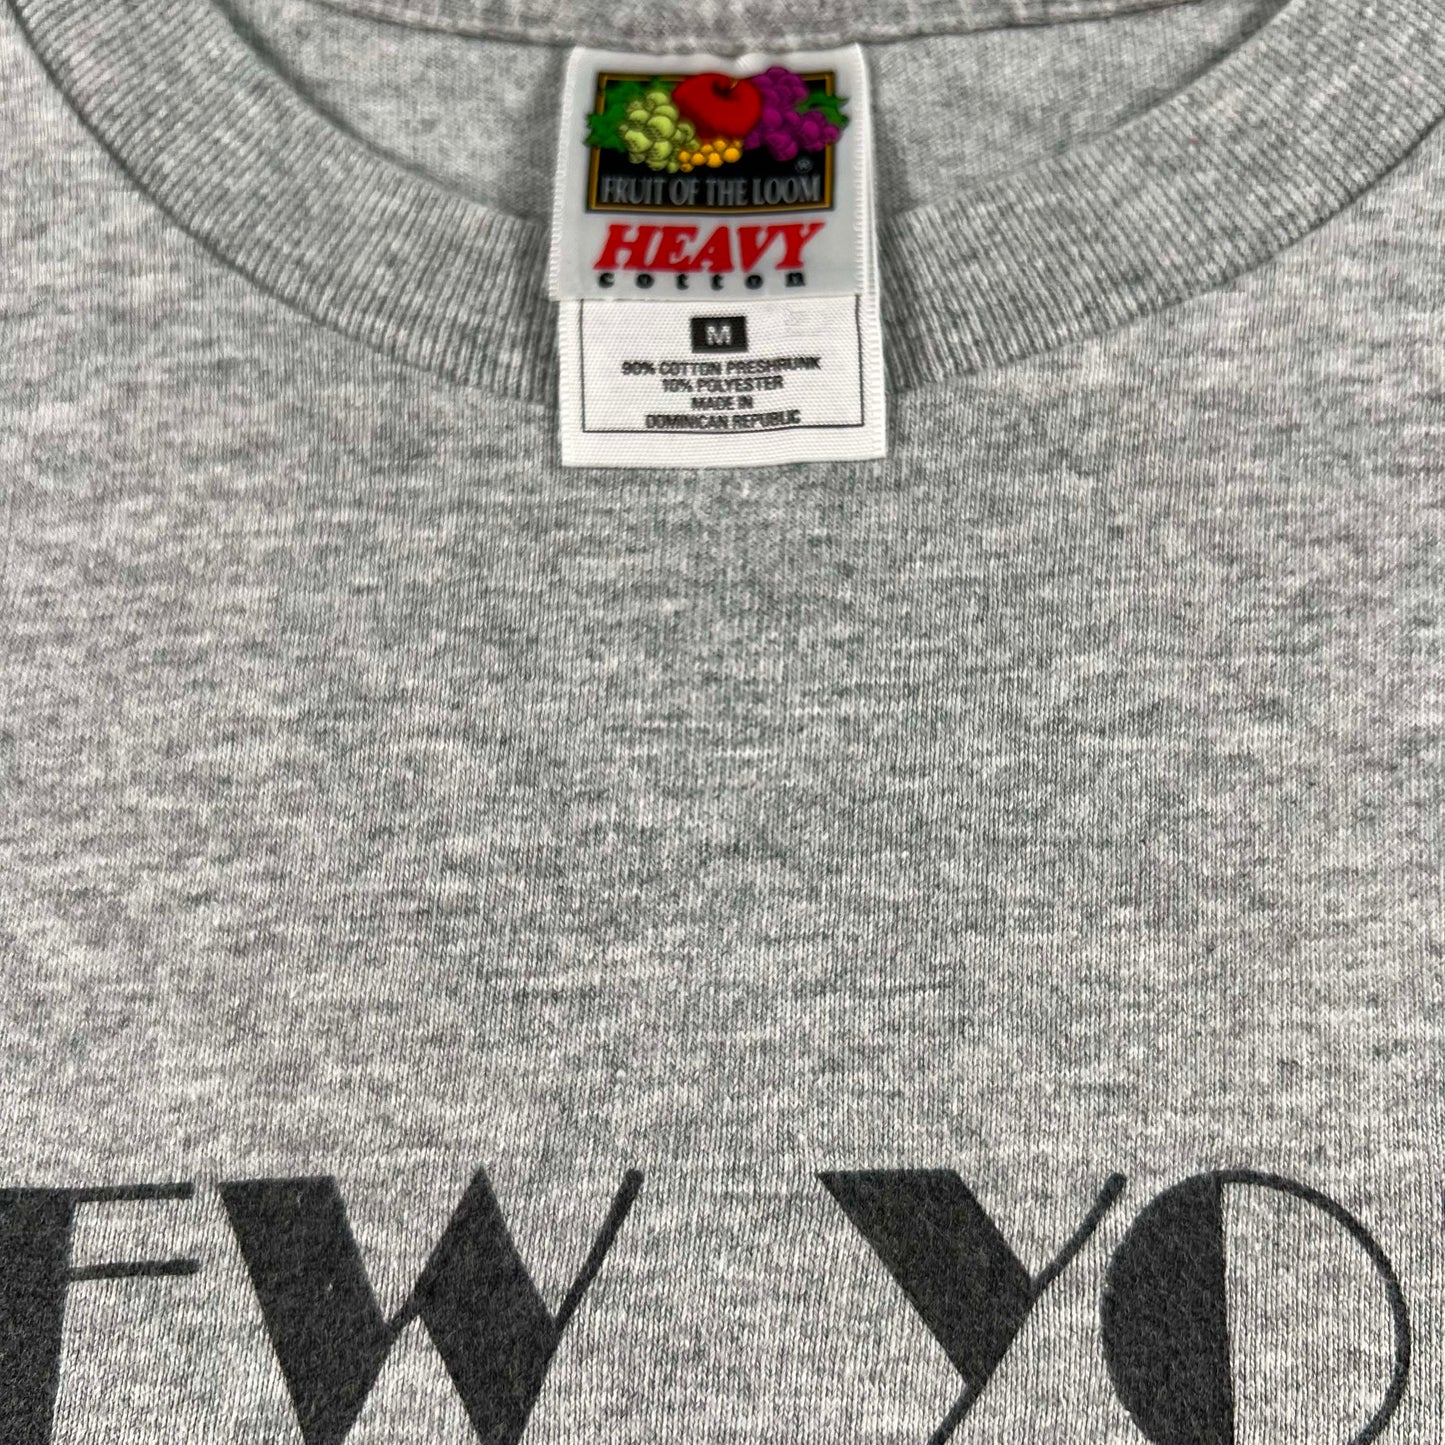 FRUIT OF THE LOOM ®
HEAVY
cotton
M
90% COTTON PRESHRUNK
10% POLYESTER
MADE IN
DOMINICAN REPUBLIC
EW YO